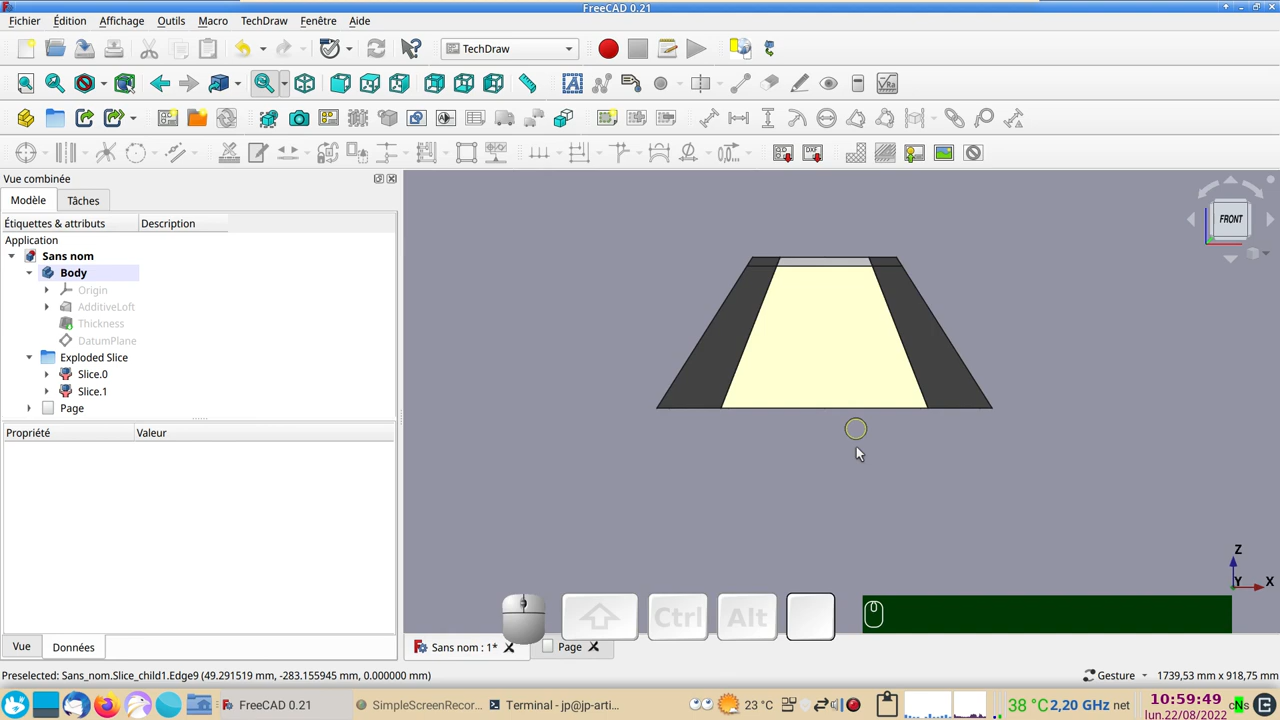 FreeCAD 0.21
Fichier Édition Affichage Outils Macro TechDraw Fenêtre Aide
TechDraw
Vue combinée
Modèle Tâches
Étiquettes & attributs Description
Application
Sans nom
Body
Origin
AdditiveLoft
Thickness
DatumPlane
Exploded Slice
Slice.0
Slice.1
Page
Propriété Valeur
FRONT
Z
Y X
Ctrl Alt
Vue Données
Sans nom : 1* Page
Preselected: Sans_nom.Slice_child1.Edge9 (49.291519 mm, -283.155945 mm, 0.000000 mm)
Gesture 1739,53 mm x 918,75 mm
FreeCAD 0.21 SimpleScreenRecor... Terminal - jp@jp-arti... 23 °C 38 °C 2,20 GHz net 10:59:49 cNs
lun.22/08/2022